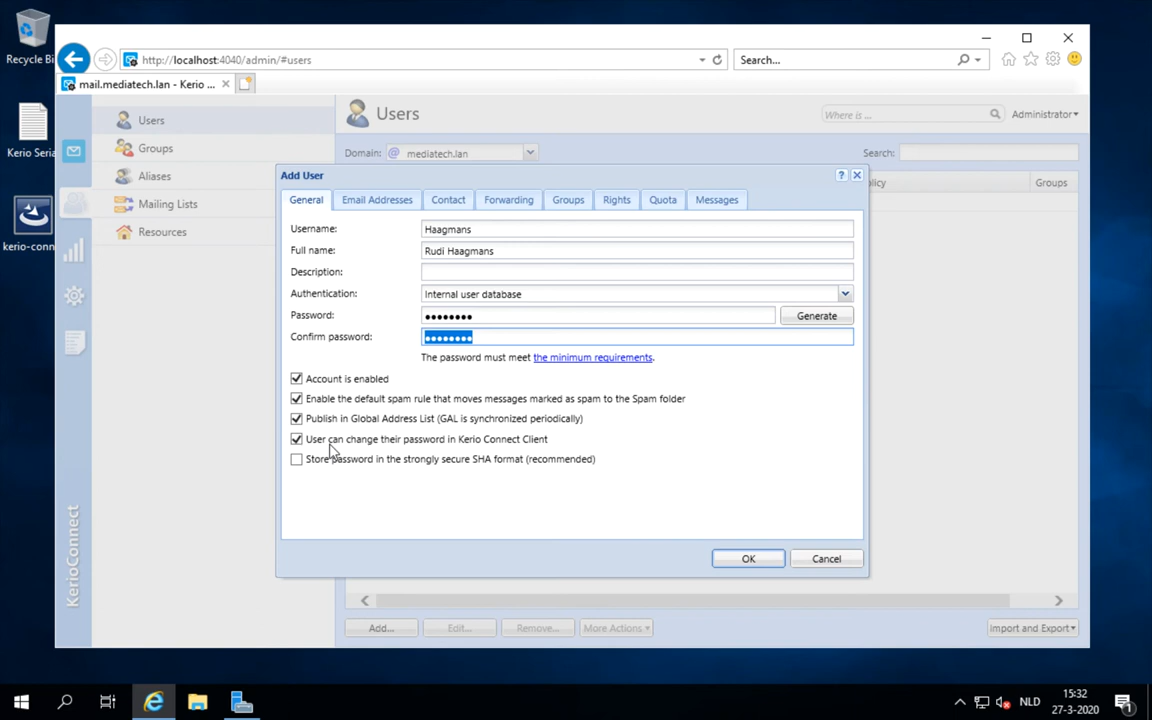 Recycle Bi
Kerio Seria
kerio-conn
http://localhost:4040/admin/#users
Search...
mail.mediatech.lan - Kerio ...
Users
Groups
Aliases
Mailing Lists
Resources
KerioConnect
Users
Where is ...
Administrator
Domain:
mediatech.lan
Search:
olicy
Groups
Add User
General
Email Addresses
Contact
Forwarding
Groups
Rights
Quota
Messages
Username:
Haagmans
Full name:
Rudi Haagmans
Description:
Authentication:
Internal user database
Password:
••••••••
Generate
Confirm password:
••••••••
The password must meet the minimum requirements.
Account is enabled
Enable the default spam rule that moves messages marked as spam to the Spam folder
Publish in Global Address List (GAL is synchronized periodically)
User can change their password in Kerio Connect Client
Store password in the strongly secure SHA format (recommended)
OK
Cancel
Add...
Edit...
Remove...
More Actions
Import and Export
NLD
15:32
27-3-2020
1